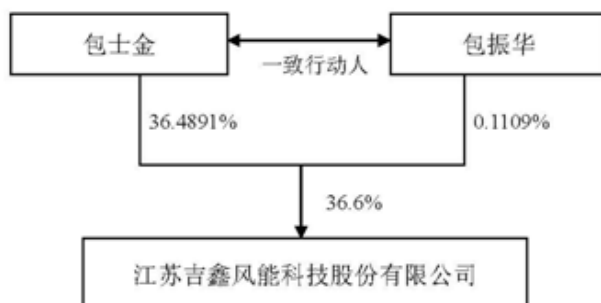 包士金
包振华
一致行动人
36.4891%
0.1109%
36.6%
江苏吉鑫风能科技股份有限公司